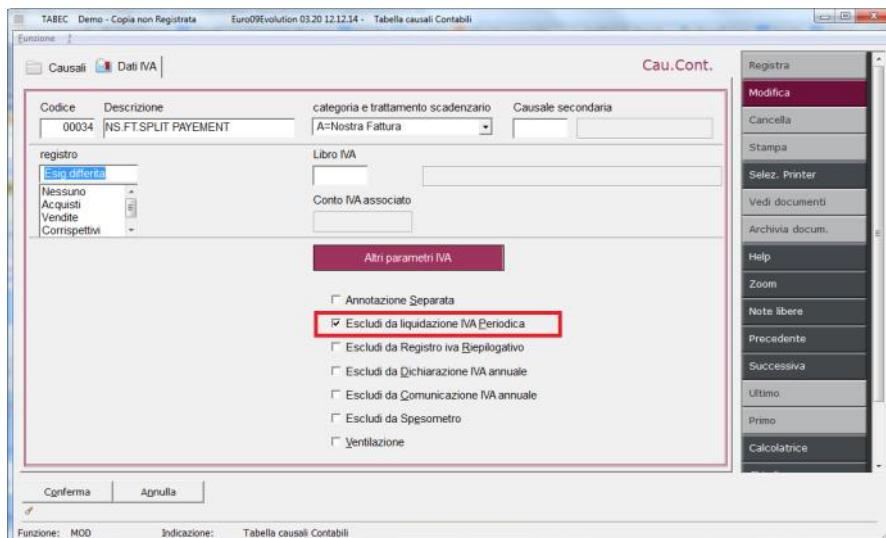 TABEC Demo - Copia non Registrata Euro09Evolution 03.20 12.12.14 - Tabella causali Contabili
Funzione ?
Causali Dati IVA Cau.Cont.
Codice Descrizione categoria e trattamento scadenzario Causale secondaria
00034 NS.FT.SPLIT PAYEMENT A=Nostra Fattura
registro Libro IVA
Esig.differita
Nessuno
Acquisti
Vendite
Corrispettivi
Conto IVA associato
Altri parametri IVA
Annotazione Separata
Escludi da liquidazione IVA Periodica
Escludi da Registro iva Riepilogativo
Escludi da Dichiarazione IVA annuale
Escludi da Comunicazione IVA annuale
Escludi da Spesometro
Ventilazione
Registra
Modifica
Cancella
Stampa
Selez. Printer
Vedi documenti
Archivia docum.
Help
Zoom
Note libere
Precedente
Successiva
Ultimo
Primo
Calcolatrice
Conferma Annulla
Funzione: MOD Indicazione: Tabella causali Contabili